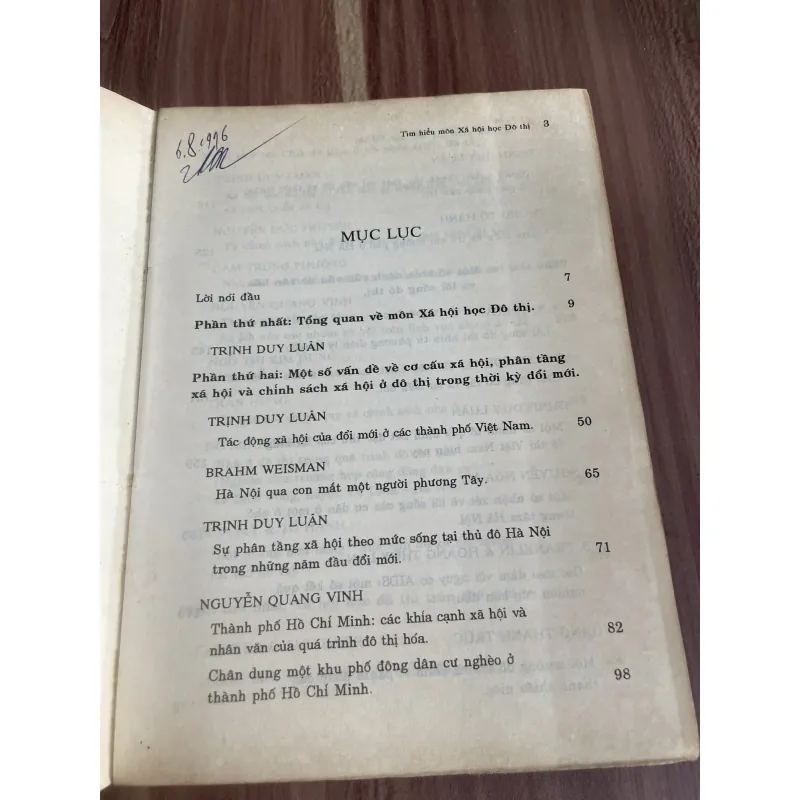 Tìm hiểu môn Xã hội học Đô thị 3
6.8.1996
MỤC LỤC
Lời nói đầu 7
Phần thứ nhất: Tổng quan về môn Xã hội học Đô thị. 9
TRỊNH DUY LUÂN
Phần thứ hai: Một số vấn đề về cơ cấu xã hội, phân tầng
xã hội và chính sách xã hội ở đô thị trong thời kỳ đổi mới.
TRỊNH DUY LUÂN
Tác động xã hội của đổi mới ở các thành phố Việt Nam. 50
BRAHM WEISMAN
Hà Nội qua con mắt một người phương Tây. 65
TRỊNH DUY LUÂN
Sự phân tầng xã hội theo mức sống tại thủ đô Hà Nội
trong những năm đầu đổi mới. 71
NGUYỄN QUANG VINH
Thành phố Hồ Chí Minh: các khía cạnh xã hội và
nhân văn của quá trình đô thị hóa. 82
Chân dung một khu phố đông dân cư nghèo ở
thành phố Hồ Chí Minh. 98